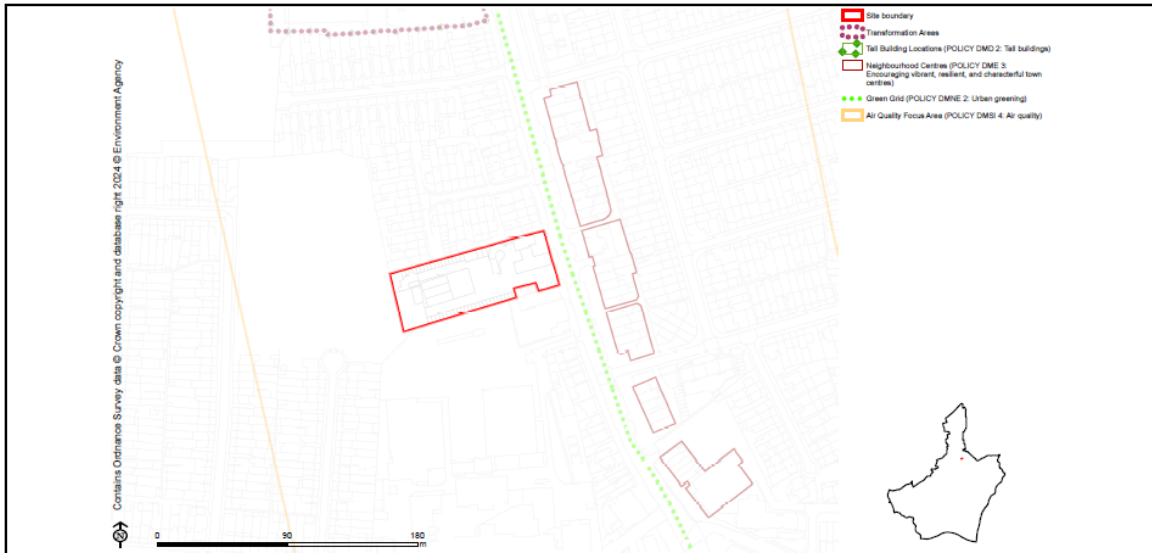 Site boundary
Transformation Areas
Tall Building Locations (POLICY DMD 2: Tall buildings)
Neighbourhood Centres (POLICY DME 3:
Encouraging vibrant, resilient, and characterful town
centres)
Green Grid (POLICY DMNE 2: Urban greening)
Air Quality Focus Area (POLICY DMSI 4: Air quality)
Contains Ordnance Survey data © Crown copyright and database right 2024 © Environment Agency
N
0 90 180
m